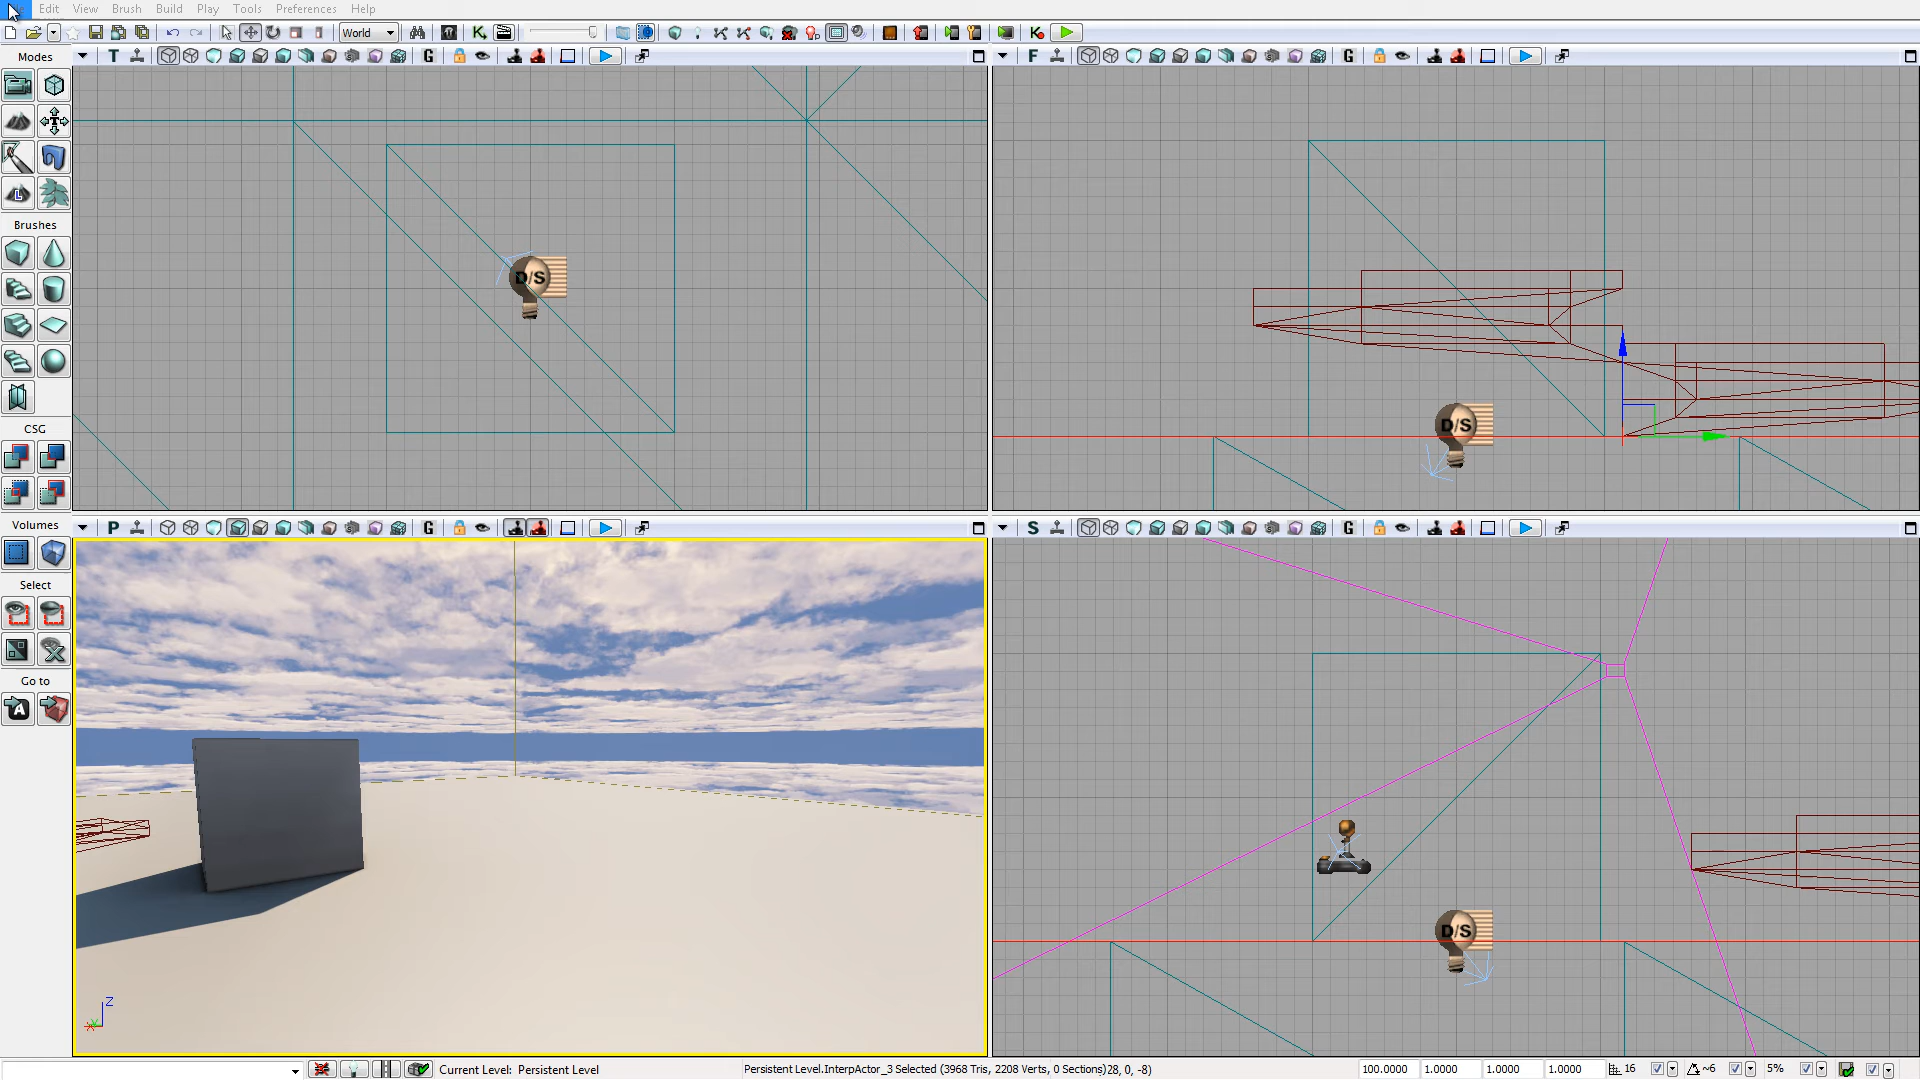 Edit View Brush Build Play Tools Preferences Help
World
Modes
T G
F G
L
Brushes
CSG
Volumes
Select
Go to
A
P G
S G
D/S
D/S
D/S
Z
Current Level: Persistent Level
Persistent Level.InterpActor_3 Selected (3968 Tris, 2208 Verts, 0 Sections)28, 0, -8)
100.0000 1.0000 1.0000 1.0000 16 ~6 5%